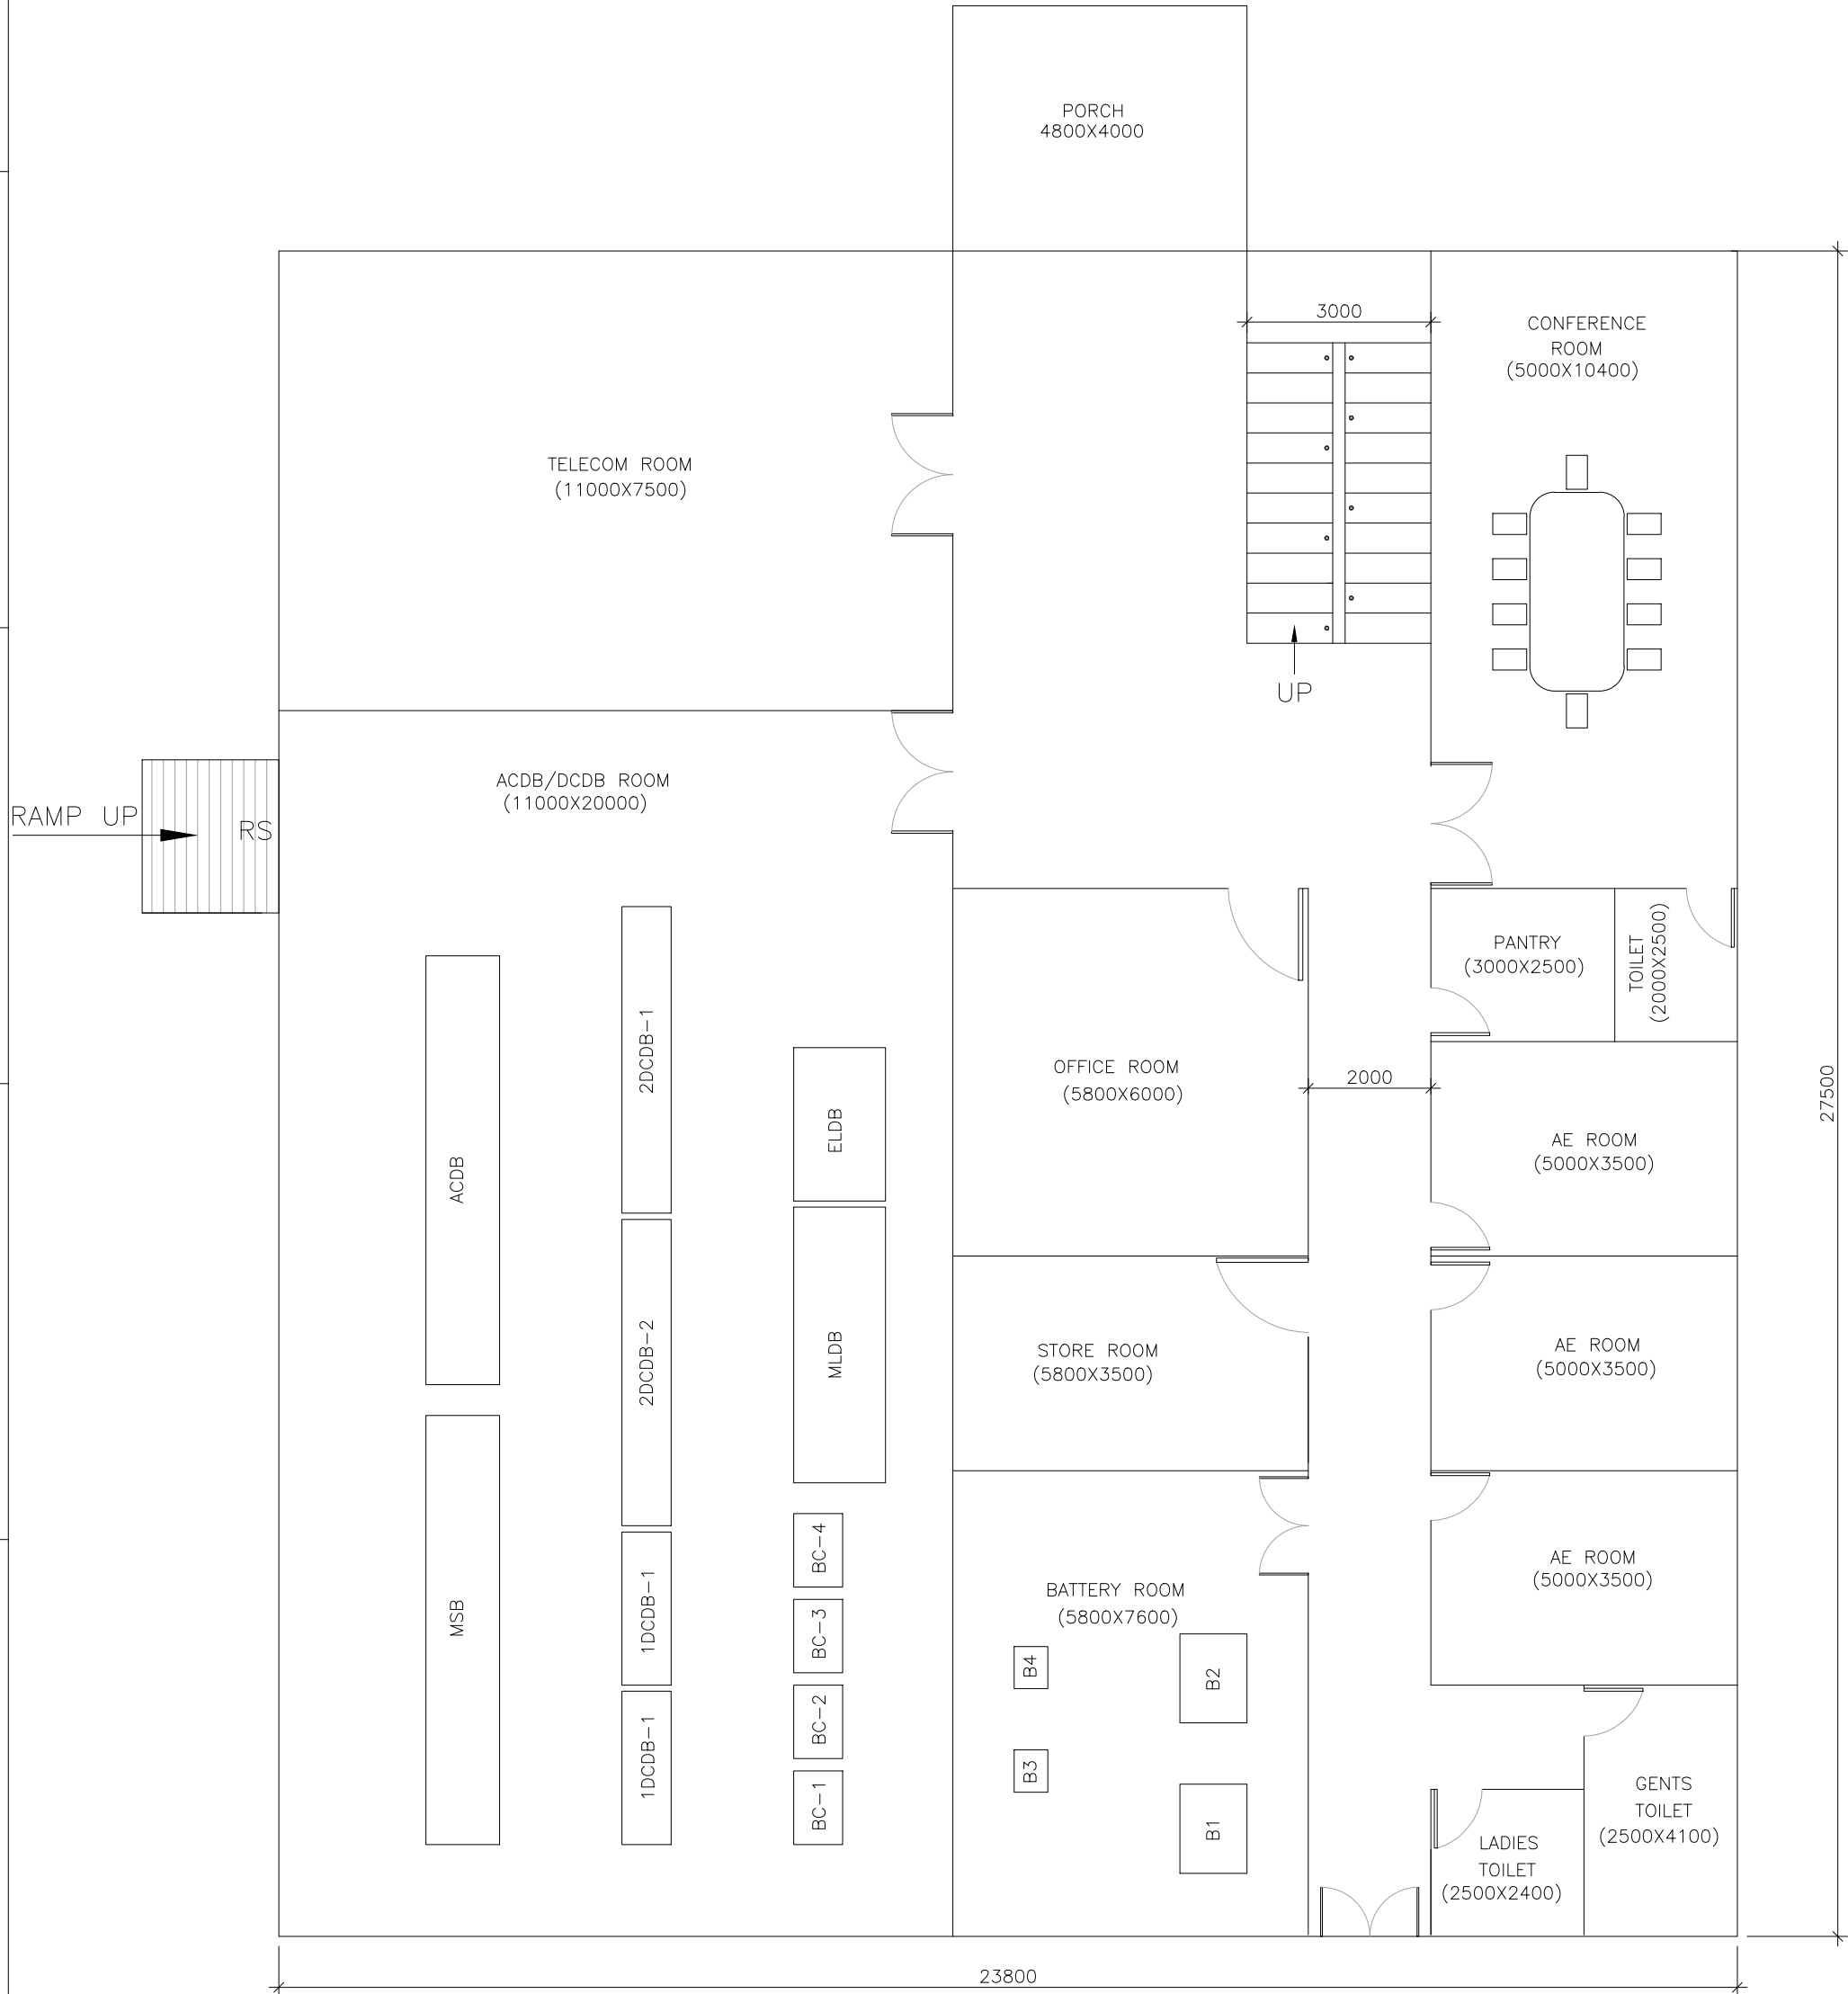 PORCH
4800X4000
3000
CONFERENCE
ROOM
(5000X10400)
TELECOM ROOM
(11000X7500)
UP
ACDB/DCDB ROOM
(11000X20000)
RAMP UP
RS
PANTRY
(3000X2500)
TOILET
(2000X2500)
2DCDB-1
OFFICE ROOM
(5800X6000)
2000
27500
ELDB
AE ROOM
(5000X3500)
ACDB
2DCDB-2
MLDB
STORE ROOM
(5800X3500)
AE ROOM
(5000X3500)
BC-4
AE ROOM
(5000X3500)
BATTERY ROOM
(5800X7600)
MSB
1DCDB-1
BC-3
B4
B2
BC-2
1DCDB-1
B3
GENTS
TOILET
(2500X4100)
BC-1
B1
LADIES
TOILET
(2500X2400)
23800